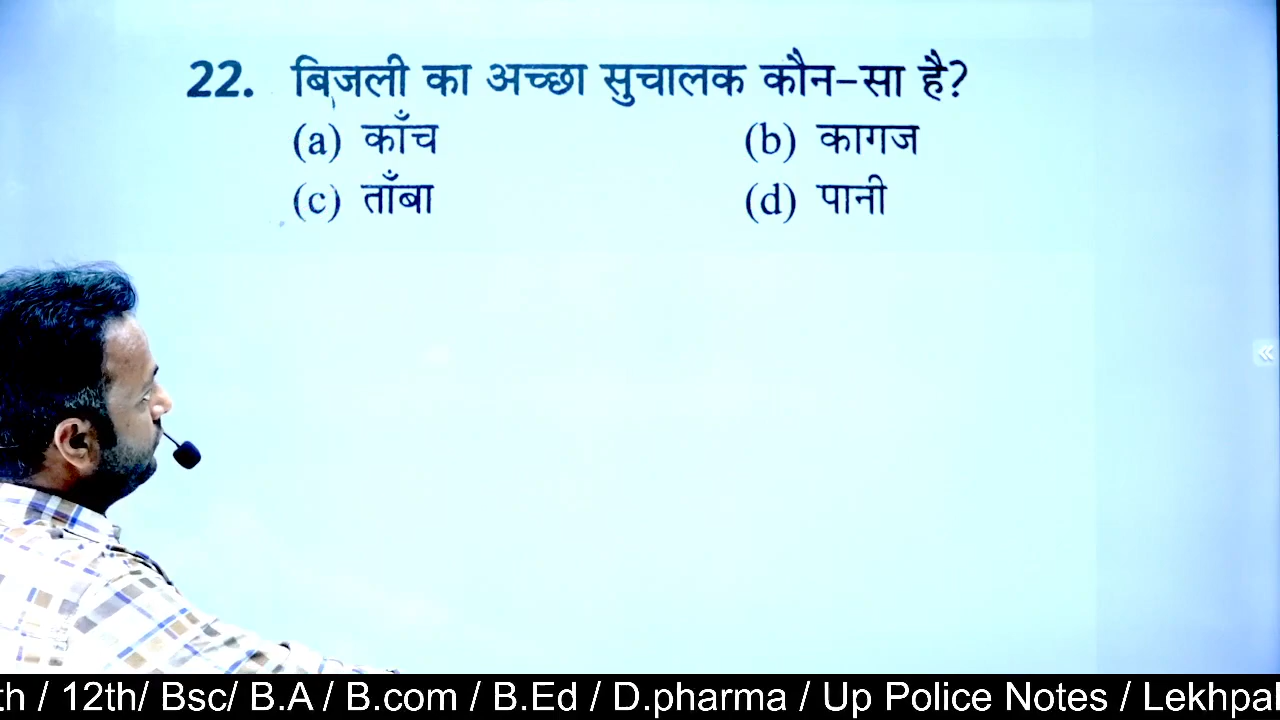 22. बिजली का अच्छा सुचालक कौन-सा है?
(a) काँच (b) कागज
(c) ताँबा (d) पानी
th / 12th/ Bsc/ B.A / B.com / B.Ed / D.pharma / Up Police Notes / Lekhpal